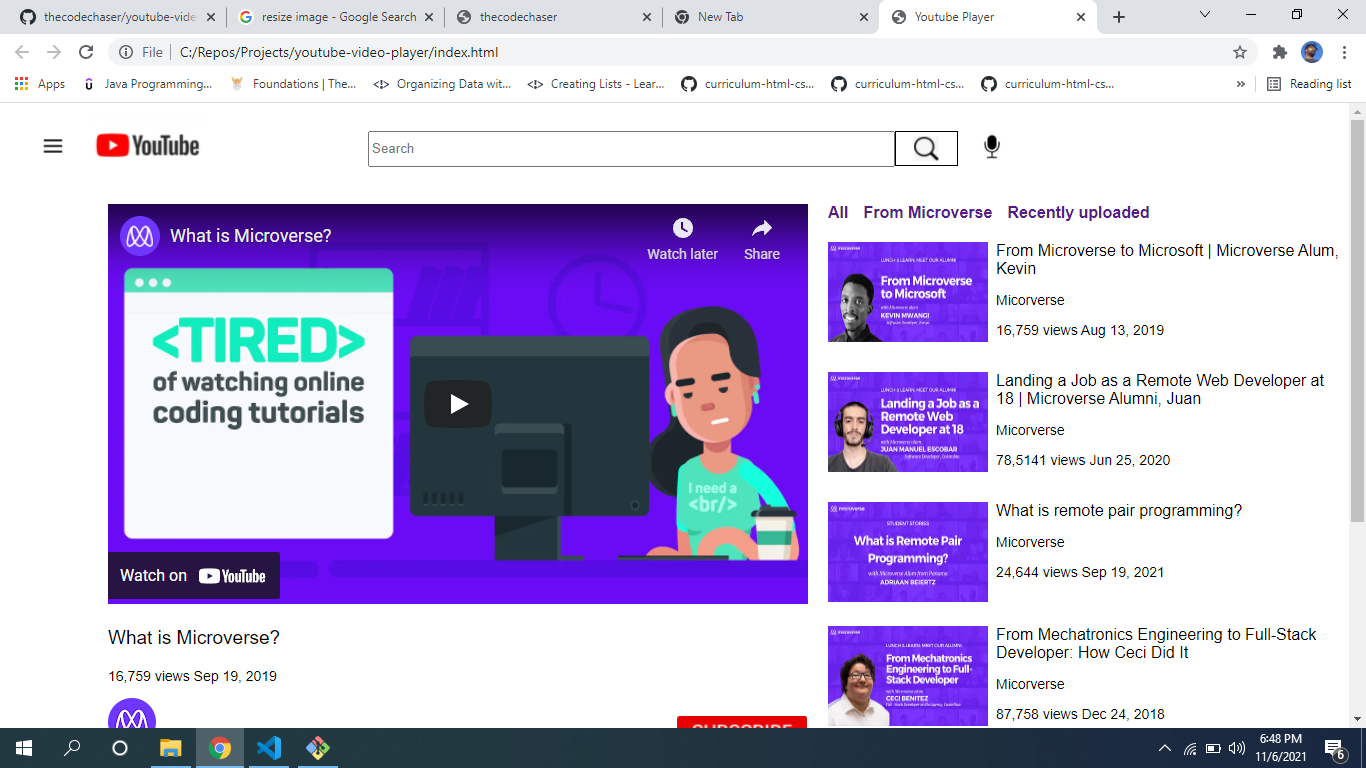 thecodechaser/youtube-vide
resize image - Google Search
thecodechaser
New Tab
Youtube Player
File
C:/Repos/Projects/youtube-video-player/index.html
Apps
Java Programming...
Foundations | The...
Organizing Data wit...
Creating Lists - Lear...
curriculum-html-cs...
curriculum-html-cs...
curriculum-html-cs...
»
Reading list
YouTube
Search
What is Microverse?
Watch later
Share
<TIRED>
of watching online
coding tutorials
I need a
<br/>
Watch on YouTube
What is Microverse?
16,759 views Sep 19, 2019
SUBSCRIBE
All From Microverse Recently uploaded
microverse
LUNCH & LEARN: MEET OUR ALUMNI
From Microverse
to Microsoft
with Microverse alum
KEVIN MWANGI
Software Developer, Kenya
From Microverse to Microsoft | Microverse Alum,
Kevin
Micorverse
16,759 views Aug 13, 2019
microverse
LUNCH & LEARN: MEET OUR ALUMNI
Landing a Job as a
Remote Web
Developer at 18
with Microverse alum
JUAN MANUEL ESCOBAR
Software Developer, Colombia
Landing a Job as a Remote Web Developer at
18 | Microverse Alumni, Juan
Micorverse
78,5141 views Jun 25, 2020
microverse
STUDENT STORIES
What is Remote Pair
Programming?
with Microverse Alum from Panama
ADRIAAN BEIERTZ
What is remote pair programming?
Micorverse
24,644 views Sep 19, 2021
microverse
LUNCH & LEARN: MEET OUR ALUMNI
From Mechatronics
Engineering to Full-
Stack Developer
with Microverse alum
CECI BENITEZ
From Mechatronics Engineering to Full-Stack
Developer: How Ceci Did It
Micorverse
87,758 views Dec 24, 2018
6:48 PM
11/6/2021
6